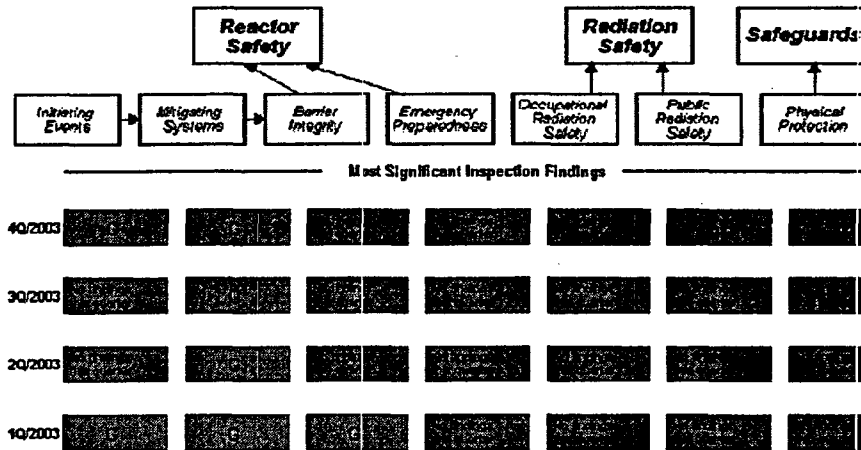 Reactor
Safety
Radiation
Safety
Safeguards
Initiating
Events
Mitigating
Systems
Barrier
Integrity
Emergency
Preparedness
Occupational
Radiation
Safety
Public
Radiation
Safety
Physical
Protection
Most Significant Inspection Findings
4Q/2003
3Q/2003
2Q/2003
1Q/2003